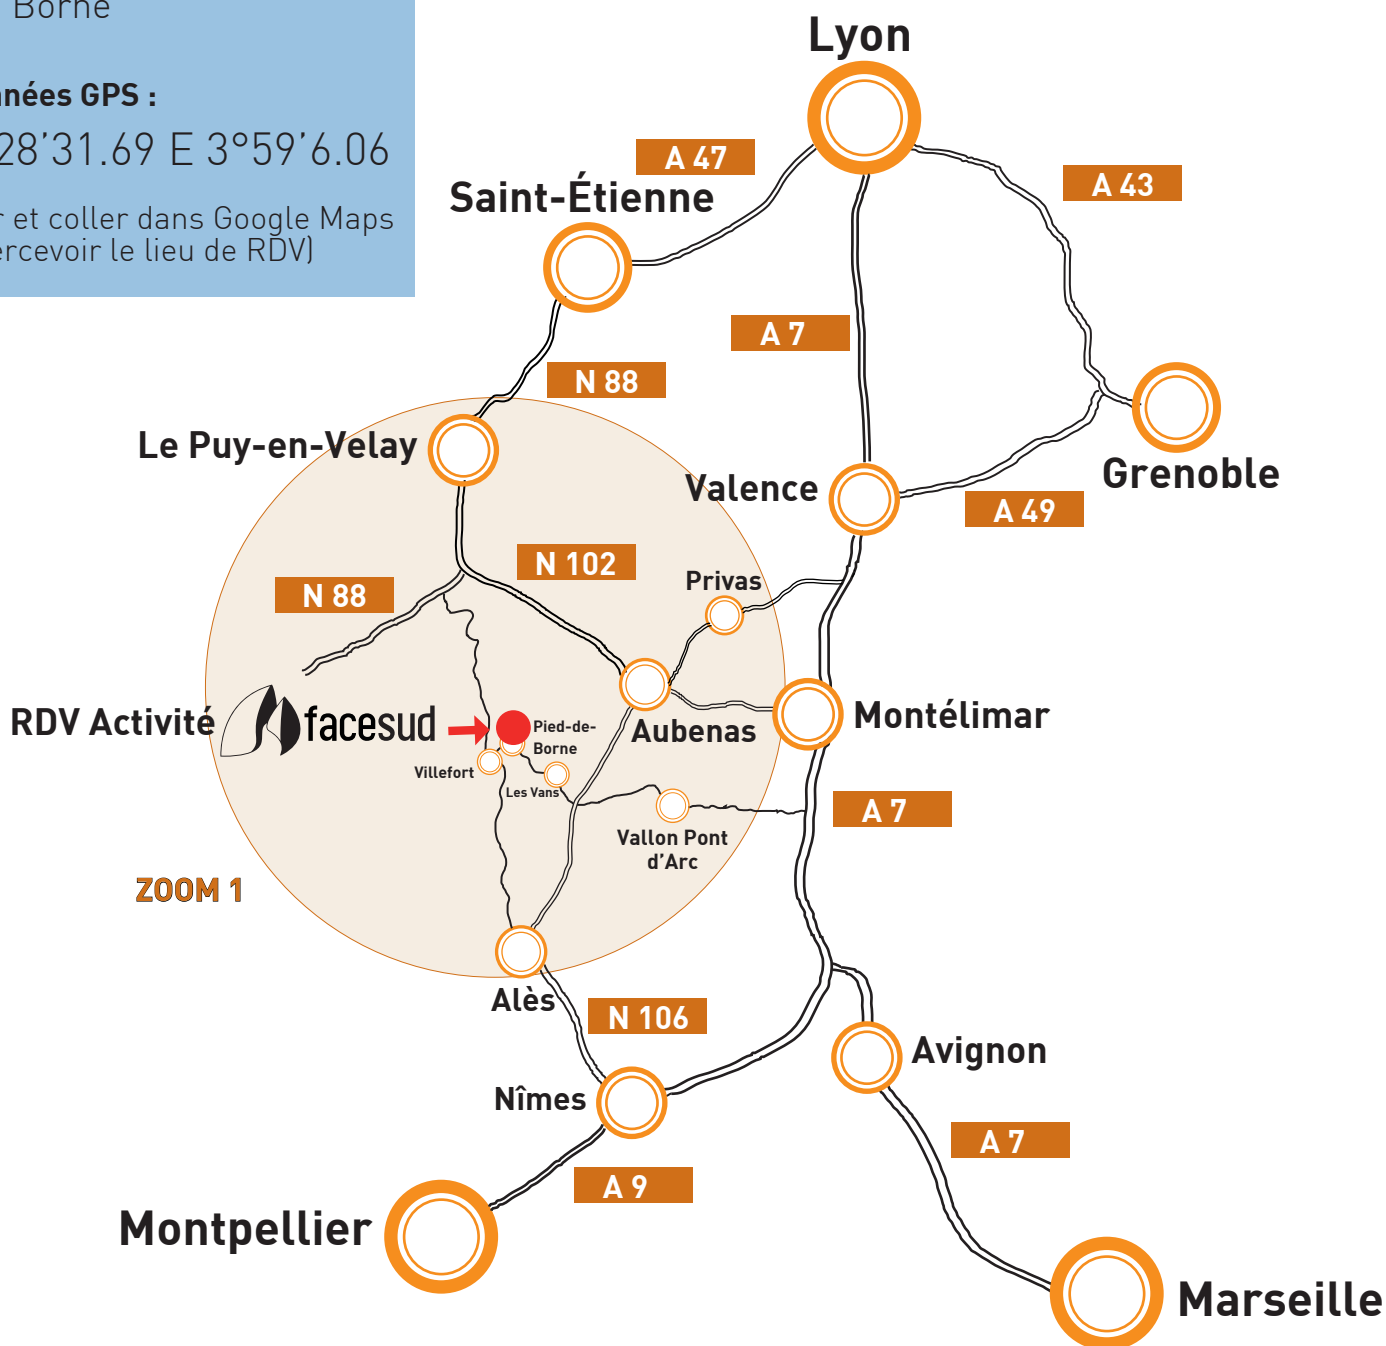 Borne
nées GPS :
28’31.69 E 3°59’6.06
r et coller dans Google Maps
ercevoir le lieu de RDV)
Lyon
A 47
A 43
Saint-Étienne
A 7
N 88
Le Puy-en-Velay
Grenoble
Valence
A 49
N 102
Privas
N 88
RDV Activité
facesud
Pied-de-
Borne
Aubenas
Montélimar
Villefort
Les Vans
A 7
Vallon Pont
d’Arc
ZOOM 1
Alès
N 106
Avignon
Nîmes
A 7
A 9
Montpellier
Marseille